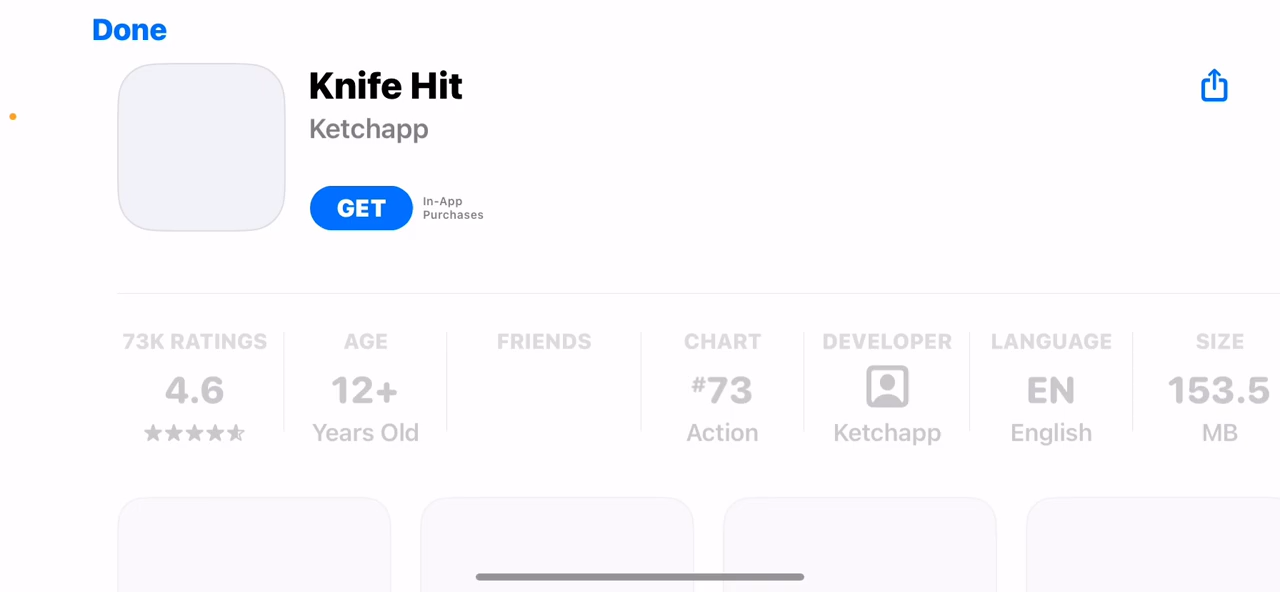 Done
Knife Hit
Ketchapp
GET
In-App
Purchases
73K RATINGS
AGE
FRIENDS
CHART
DEVELOPER
LANGUAGE
SIZE
4.6
12+
#73
EN
153.5
Years Old
Action
Ketchapp
English
MB